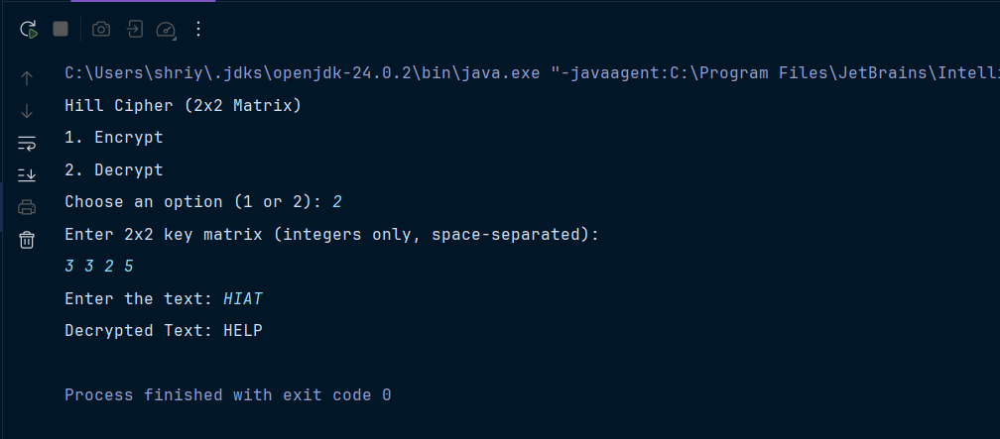 C:\Users\shriy\.jdks\openjdk-24.0.2\bin\java.exe "-javaagent:C:\Program Files\JetBrains\Intelli
Hill Cipher (2x2 Matrix)
1. Encrypt
2. Decrypt
Choose an option (1 or 2): 2
Enter 2x2 key matrix (integers only, space-separated):
3 3 2 5
Enter the text: HIAT
Decrypted Text: HELP
Process finished with exit code 0